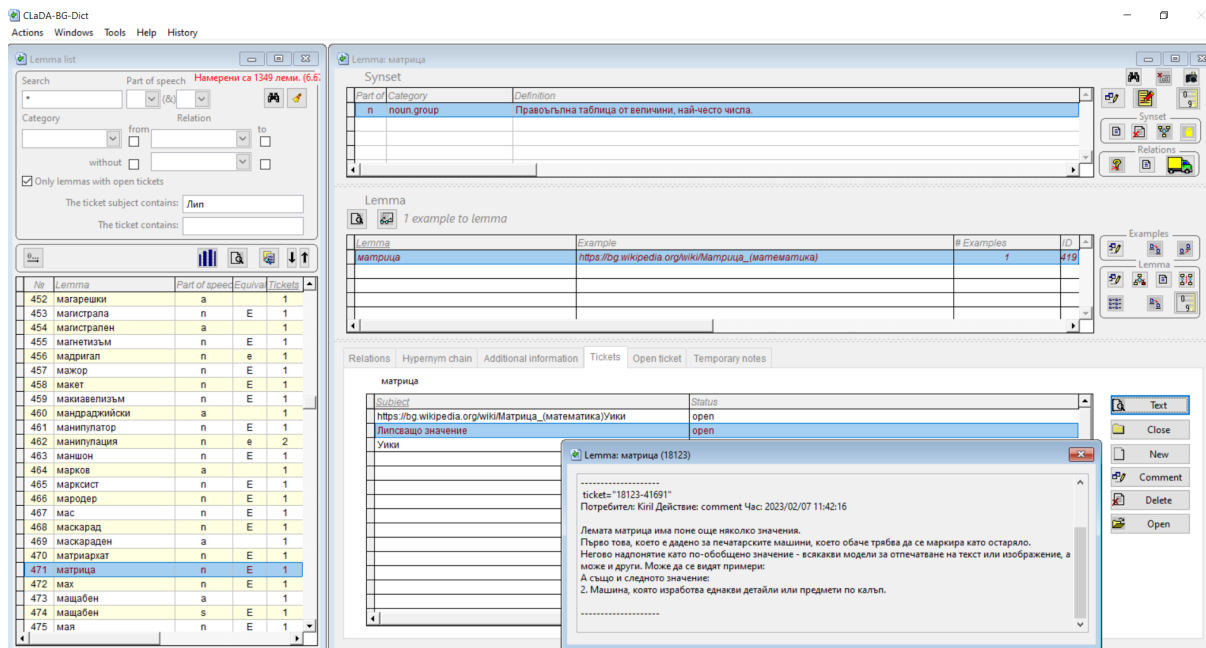 CLaDA-BG-Dict
Actions Windows Tools Help History
Lemma list
Search Part of speech Намерени са 1349 леми. (6.67
* (&)
Category Relation
from to
without
Only lemmas with open tickets
The ticket subject contains: Лип
The ticket contains:
№ Lemma Part of speec Equival Tickets
452 магарешки a 1
453 магистрала n E 1
454 магистрален a 1
455 магнетизъм n E 1
456 мадригал n e 1
457 мажор n E 1
458 макет n E 1
459 макиавелизъм n E 1
460 мандраджийски a 1
461 манипулатор n E 1
462 манипулация n e 2
463 маншон n E 1
464 марков a 1
465 марксист n E 1
466 мародер n E 1
467 мас n E 1
468 маскарад n E 1
469 маскараден a 1
470 матриархат n E 1
471 матрица n E 1
472 мах n E 1
473 мащабен a 1
474 мащабен s E 1
475 мая n E 1
Lemma: матрица
Synset
Part of Category Definition
n noun.group Правоъгълна таблица от величини, най-често числа.
Synset
Relations
Lemma
1 example to lemma
Lemma Example # Examples ID
матрица https://bg.wikipedia.org/wiki/Матрица_(математика) 1 419
Examples
Lemma
Relations Hypernym chain Additional information Tickets Open ticket Temporary notes
матрица
Subject Status
https://bg.wikipedia.org/wiki/Матрица_(математика)Уики open
Липсващо значение open
Уики
Text
Close
New
Comment
Delete
Open
Lemma: матрица (18123)
--------------------
ticket="18123-41691"
Потребител: Kiril Действие: comment Час: 2023/02/07 11:42:16
Лемата матрица има поне още няколко значения.
Първо това, което е дадено за печатарските машини, което обаче трябва да се маркира като остаряло.
Негово надпонятие като по-обобщено значение - всякакви модели за отпечатване на текст или изображение, а
може и други. Може да се видят примери:
А също и следното значение:
2. Машина, която изработва еднакви детайли или предмети по калъп.
--------------------